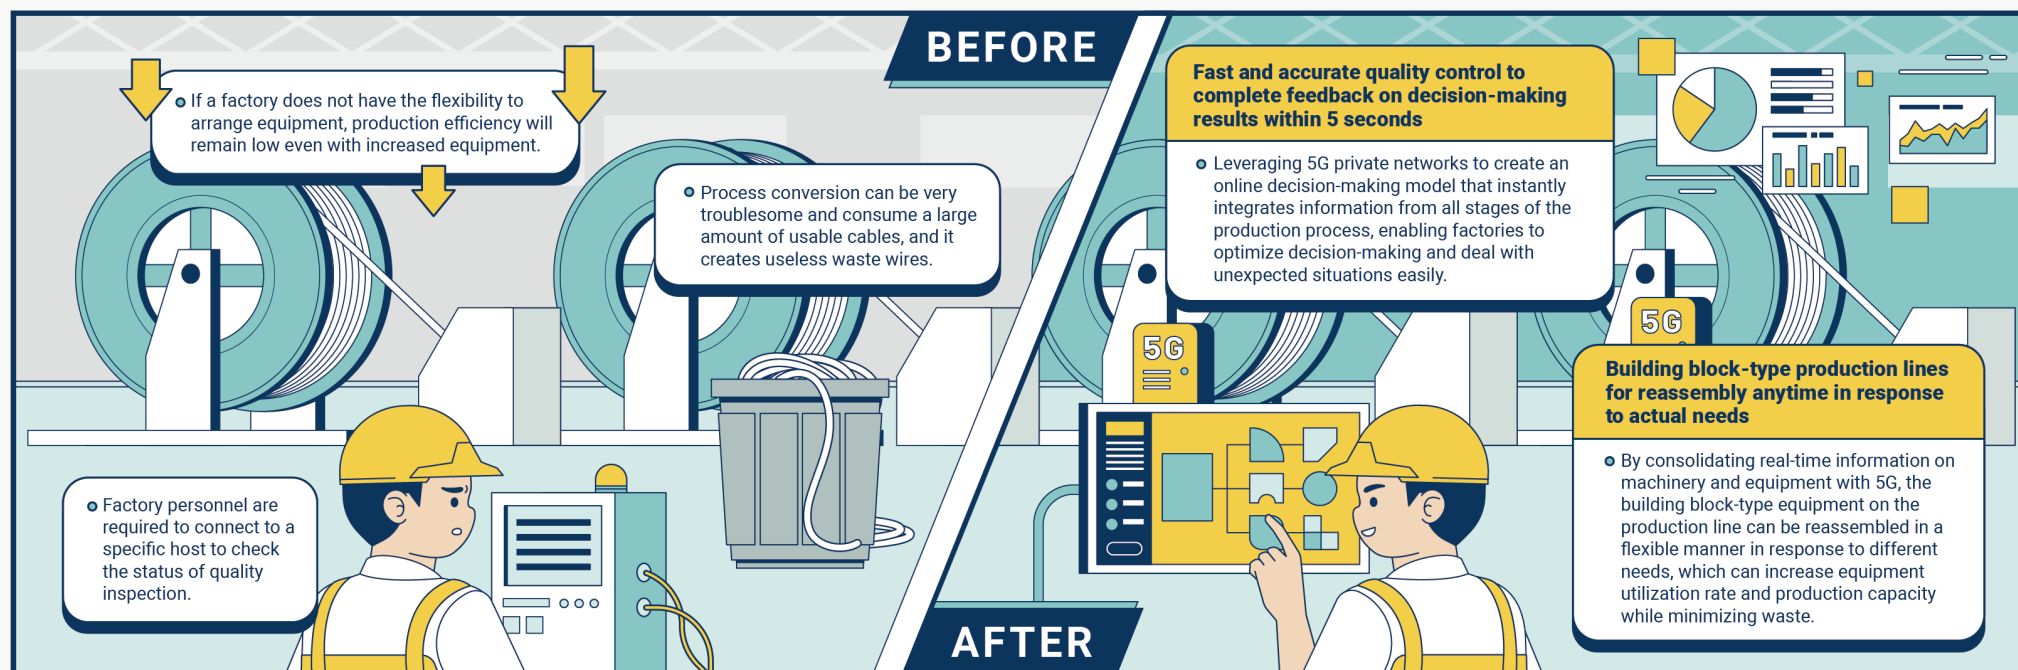 BEFORE
If a factory does not have the flexibility to
arrange equipment, production efficiency will
remain low even with increased equipment.
Process conversion can be very
troublesome and consume a large
amount of usable cables, and it
creates useless waste wires.
Factory personnel are
required to connect to a
specific host to check
the status of quality
inspection.
Fast and accurate quality control to
complete feedback on decision-making
results within 5 seconds
Leveraging 5G private networks to create an
online decision-making model that instantly
integrates information from all stages of the
production process, enabling factories to
optimize decision-making and deal with
unexpected situations easily.
5G
5G
Building block-type production lines
for reassembly anytime in response
to actual needs
By consolidating real-time information on
machinery and equipment with 5G, the
building block-type equipment on the
production line can be reassembled in a
flexible manner in response to different
needs, which can increase equipment
utilization rate and production capacity
while minimizing waste.
AFTER